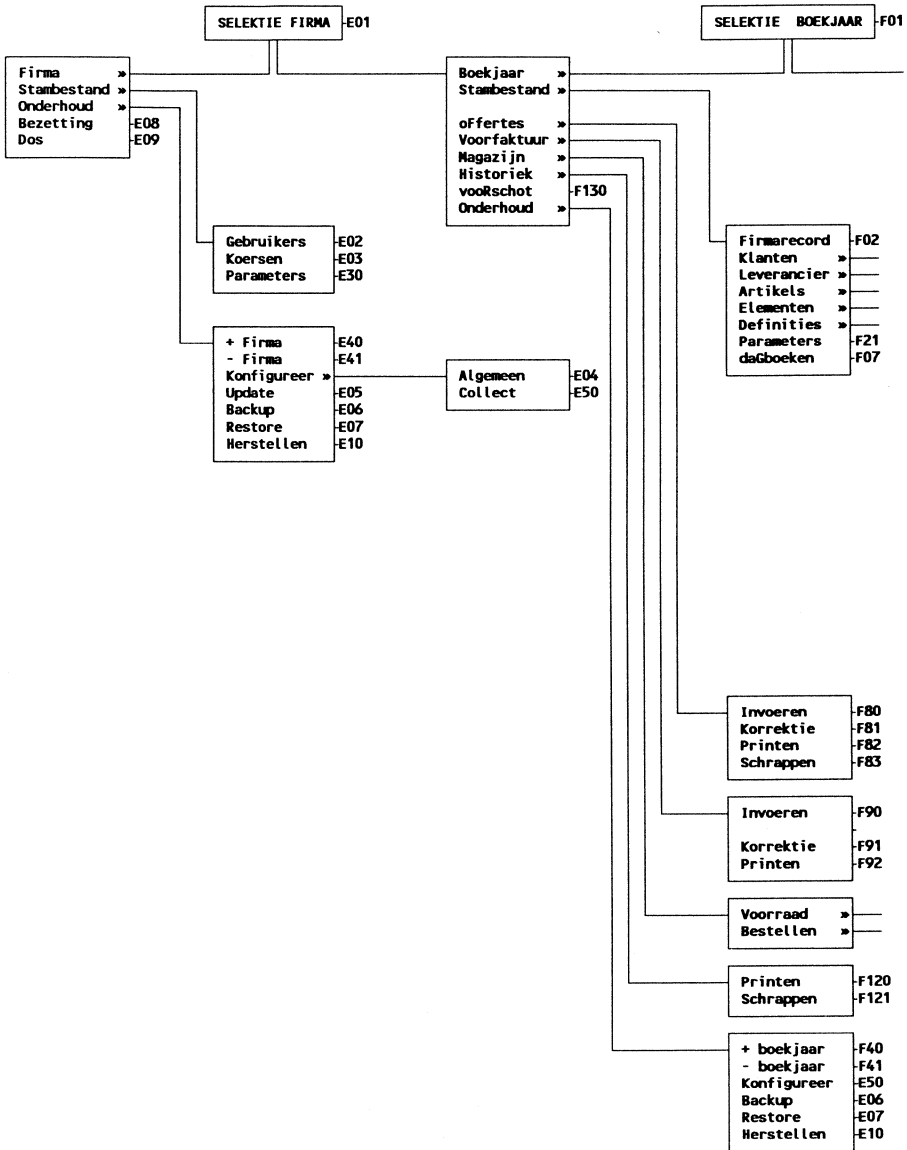 SELEKTIE FIRMA E01
SELEKTIE BOEKJAAR F01
Firma »
Stambestand »
Onderhoud »
Bezetting E08
Dos E09
Boekjaar »
Stambestand »
oFfertes »
Voorfaktuur »
Magazijn »
Historiek »
vooRschot F130
Onderhoud »
Gebruikers E02
Koersen E03
Parameters E30
Firmarecord F02
Klanten »
Leverancier »
Artikels »
Elementen »
Definities »
Parameters F21
daGboeken F07
+ Firma E40
- Firma E41
Konfigureer »
Update E05
Backup E06
Restore E07
Herstellen E10
Algemeen E04
Collect E50
Invoeren F80
Korrektie F81
Printen F82
Schrappen F83
Invoeren F90
Korrektie F91
Printen F92
Voorraad »
Bestellen »
Printen F120
Schrappen F121
+ boekjaar F40
- boekjaar F41
Konfigureer E50
Backup E06
Restore E07
Herstellen E10